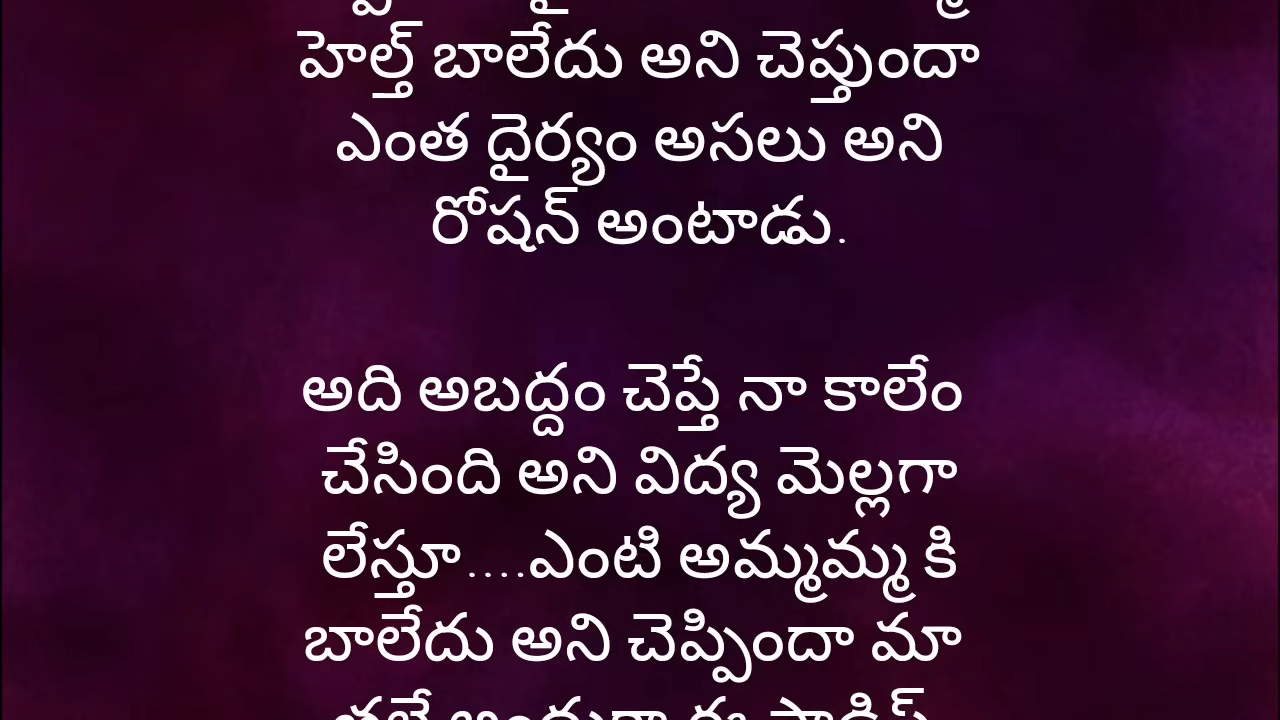 హెల్త్ బాలేదు అని చెప్తుందా
ఎంత దైర్యం అసలు అని
రోషన్ అంటాడు.
అది అబద్దం చెప్తే నా కాలేం
చేసింది అని విద్య మెల్లగా
లేస్తూ....ఎంటి అమ్మమ్మ కి
బాలేదు అని చెప్పిందా మా